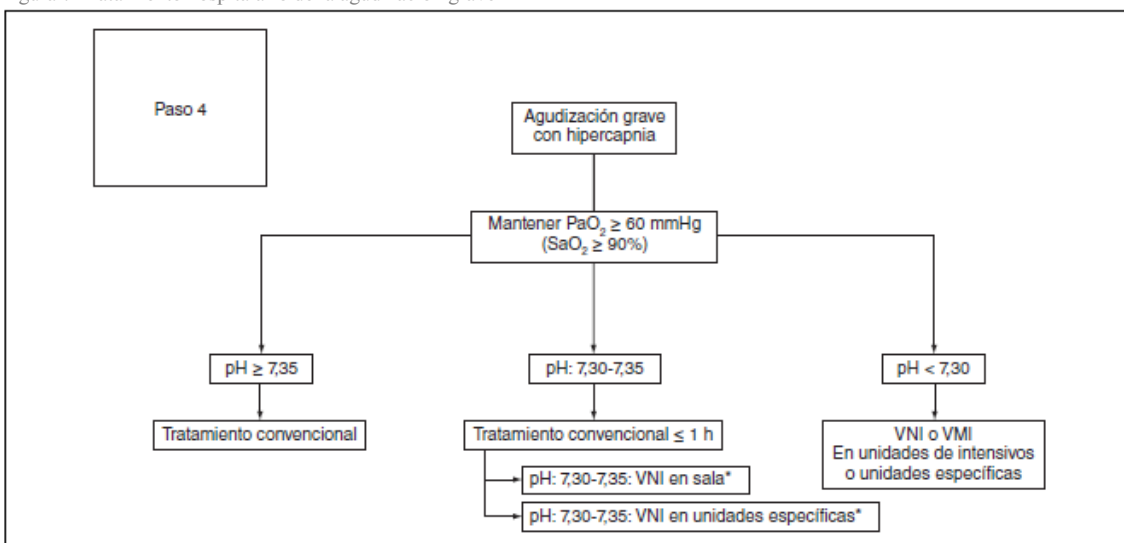 Paso 4
Agudización grave
con hipercapnia
Mantener PaO₂ ≥ 60 mmHg
(SaO₂ ≥ 90%)
pH ≥ 7,35
pH: 7,30-7,35
pH < 7,30
Tratamiento convencional
Tratamiento convencional ≤ 1 h
VNI o VMI
En unidades de intensivos
o unidades específicas
pH: 7,30-7,35: VNI en sala*
pH: 7,30-7,35: VNI en unidades específicas*